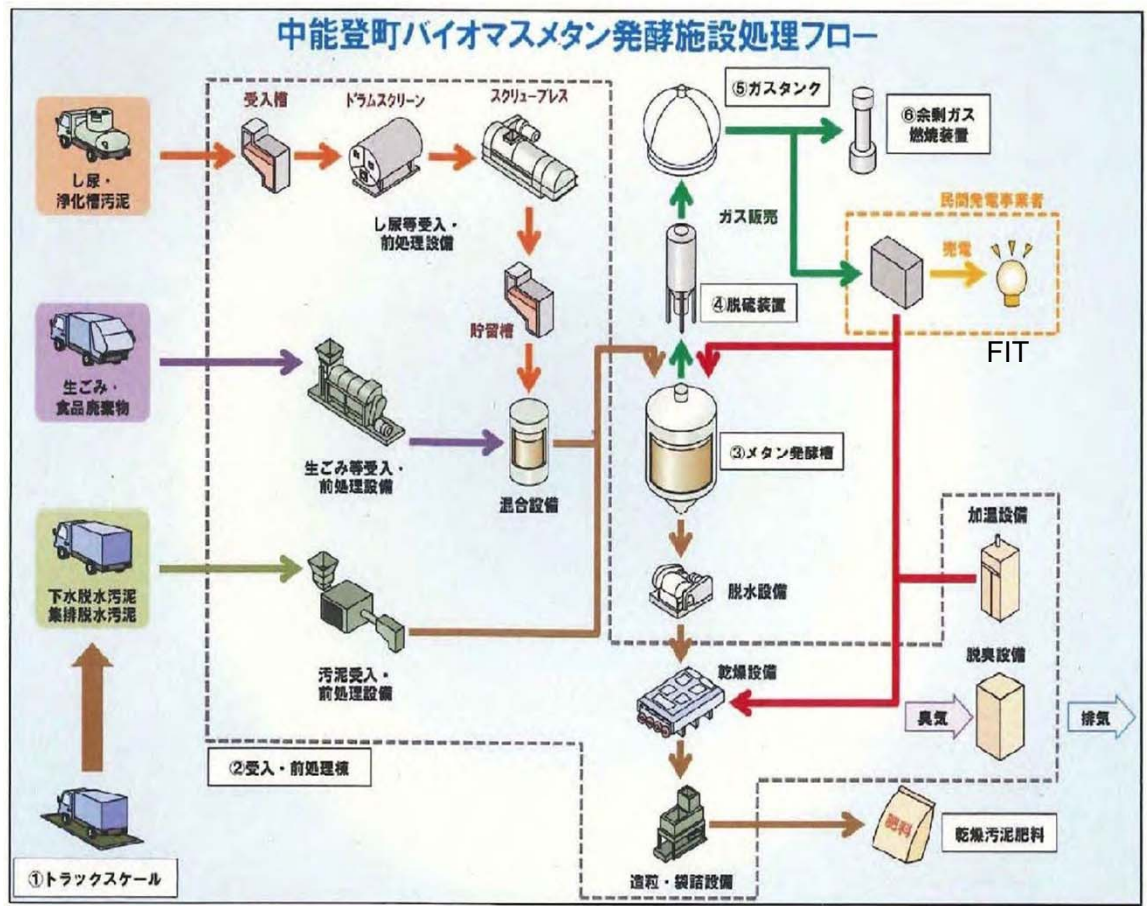 中能登町バイオマスメタン発酵施設処理フロー
受入槽
ドラムスクリーン
スクリュープレス
⑤ガスタンク
⑥余剰ガス
燃焼装置
し尿・
浄化槽汚泥
し尿等受入・
前処理設備
ガス販売
民間発電事業者
売電
貯留槽
④脱硫装置
FIT
生ごみ・
食品廃棄物
生ごみ等受入・
前処理設備
混合設備
③メタン発酵槽
加温設備
下水脱水汚泥
集排脱水汚泥
脱水設備
汚泥受入・
前処理設備
乾燥設備
脱臭設備
臭気
排気
②受入・前処理棟
肥料
乾燥汚泥肥料
①トラックスケール
造粒・袋詰設備